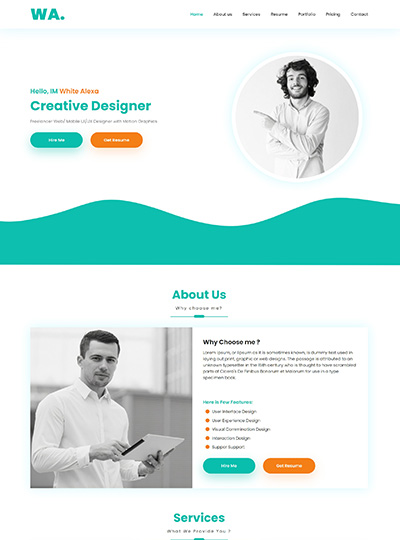 WA.
Home About us Services Resume Portfolio Pricing Contact
Hello, IM White Alexa
Creative Designer
Freelancer Web/ Mobile UI/UX Designer with Motion Graphics.
Hire Me Get Resume
About Us
Why choose me?
Why Choose me ?
Lorem ipsum, or lipsum as it is sometimes known, is dummy text used in
laying out print, graphic or web designs. The passage is attributed to an
unknown typesetter in the 15th century who is thought to have scrambled
parts of Cicero's De Finibus Bonorum et Malorum for use in a type
specimen book.
Here is Few Features:
User Interface Design
User Experience Design
Visual Commination Design
Interaction Design
Support Support
Hire Me Get Resume
Services
What We Provide You ?